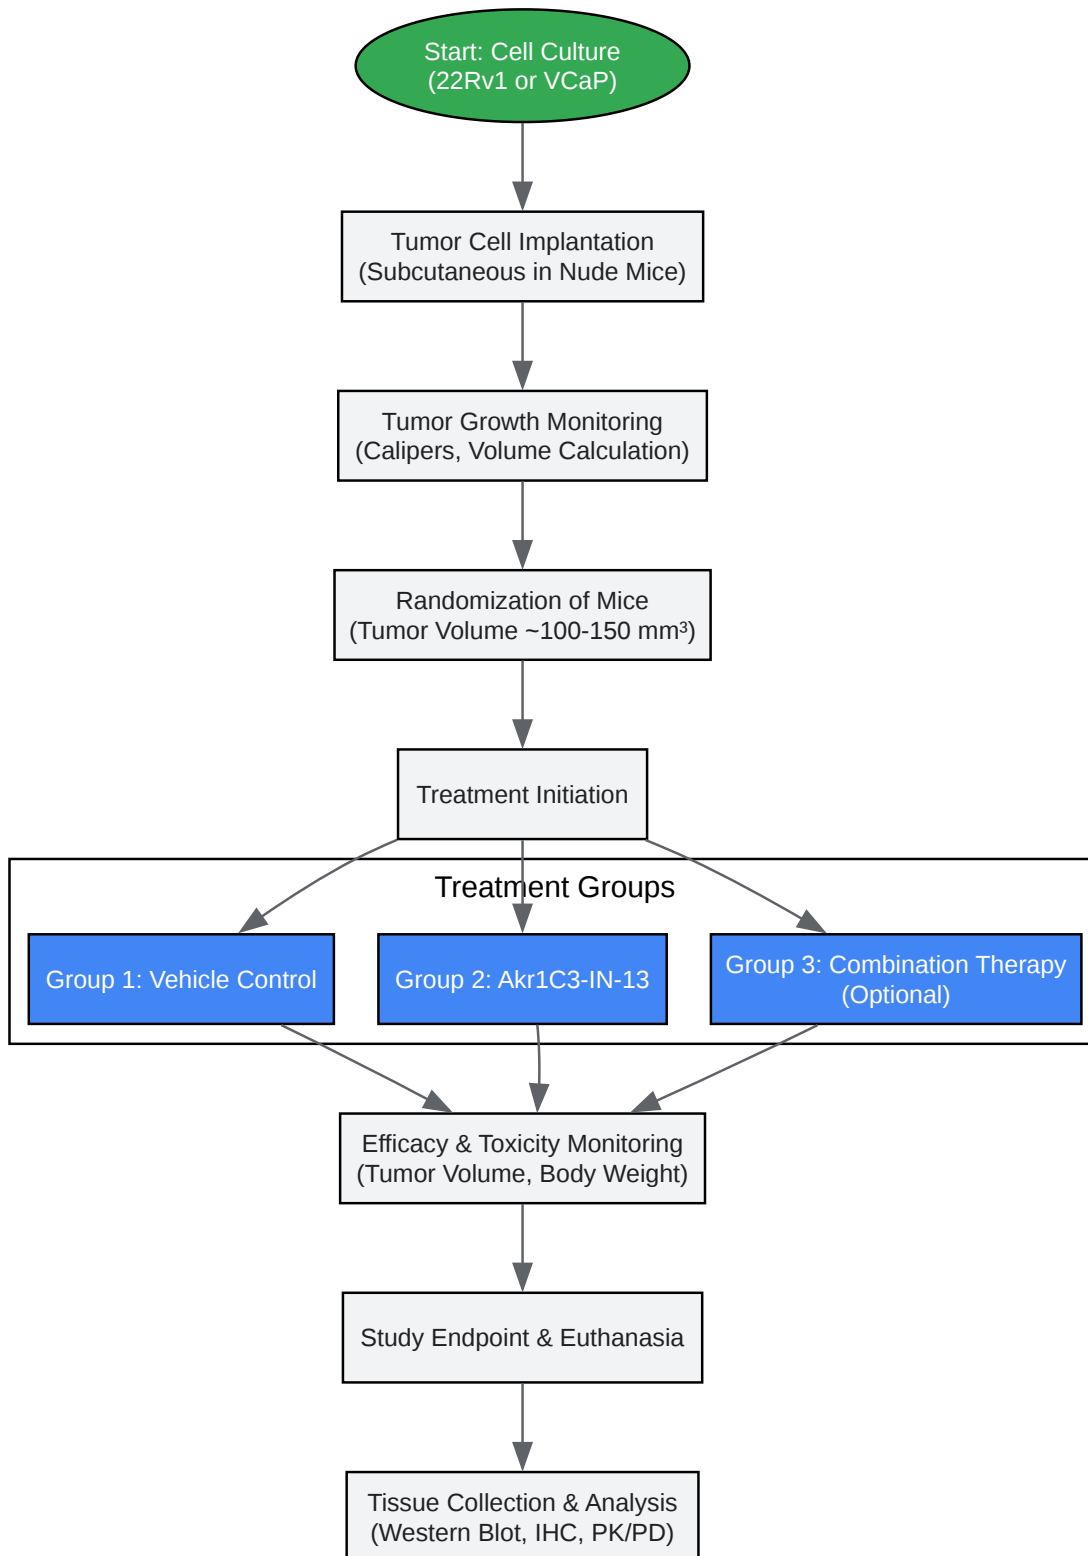 Start: Cell Culture
(22Rv1 or VCaP)
Tumor Cell Implantation
(Subcutaneous in Nude Mice)
Tumor Growth Monitoring
(Calipers, Volume Calculation)
Randomization of Mice
(Tumor Volume ~100-150 mm³)
Treatment Initiation
Treatment Groups
Group 1: Vehicle Control
Group 2: Akr1C3-IN-13
Group 3: Combination Therapy
(Optional)
Efficacy & Toxicity Monitoring
(Tumor Volume, Body Weight)
Study Endpoint & Euthanasia
Tissue Collection & Analysis
(Western Blot, IHC, PK/PD)